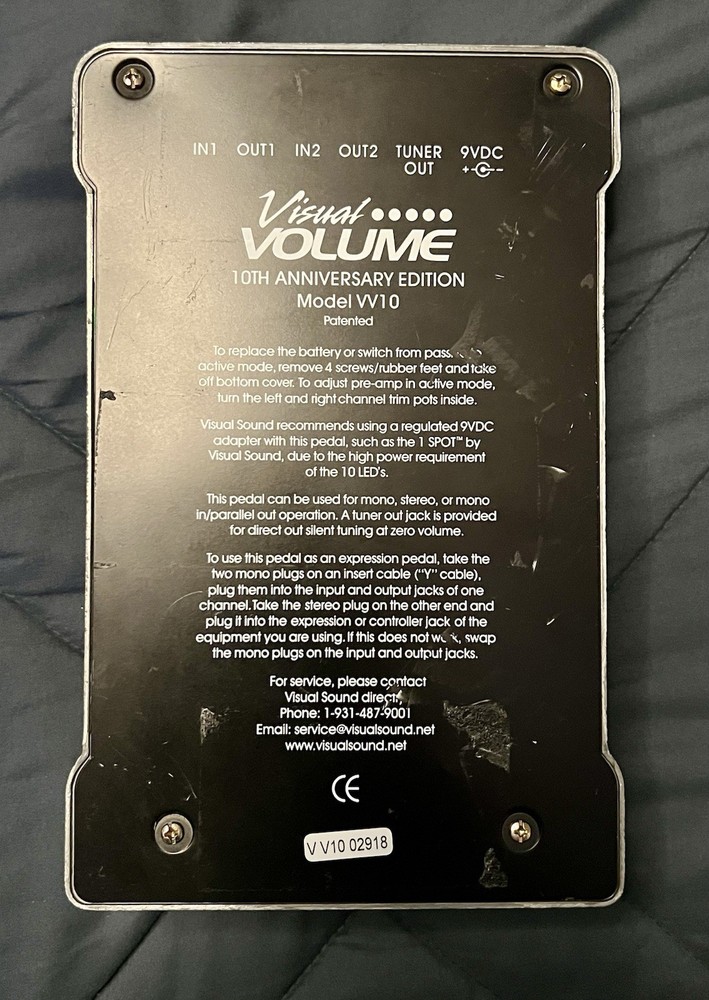 IN1 OUT1 IN2 OUT2 TUNER OUT 9VDC
Visual
VOLUME
10TH ANNIVERSARY EDITION
Model VV10
Patented
To replace the battery or switch from
active mode, remove 4 screws/rubber feet and take
off bottom cover. To adjust pre-amp in active mode,
turn the left and right channel trim pots inside.
Visual Sound recommends using a regulated 9VDC
adapter with this pedal, such as the 1 SPOT™ by
Visual Sound, due to the high power requirement
of the 10 LED's.
This pedal can be used for mono, stereo, or mono
in/parallel out operation. A tuner out jack is provided
for direct out silent tuning at zero volume.
To use this pedal as an expression pedal, take the
two mono plugs on an insert cable ("Y" cable),
plug them into the input and output jacks of one
channel. Take the stereo plug on the other end and
plug it into the expression or controller jack of the
equipment you are using. If this does not work, swap
the mono plugs on the input and output jacks.
For service, please contact
Visual Sound direct,
Phone: 1-931-487-9001
Email: service@visualsound.net
www.visualsound.net
CE
V V10 02918